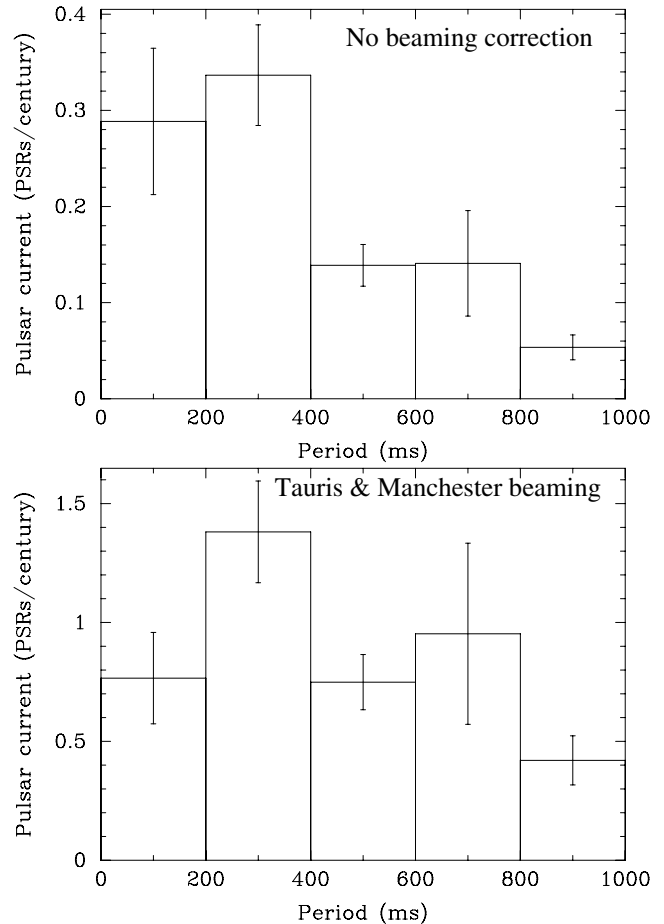 No beaming correction
Pulsar current (PSRs/century)
0.4
0.3
0.2
0.1
0
0 200 400 600 800 1000
Period (ms)
Tauris & Manchester beaming
Pulsar current (PSRs/century)
1.5
1
0.5
0
0 200 400 600 800 1000
Period (ms)